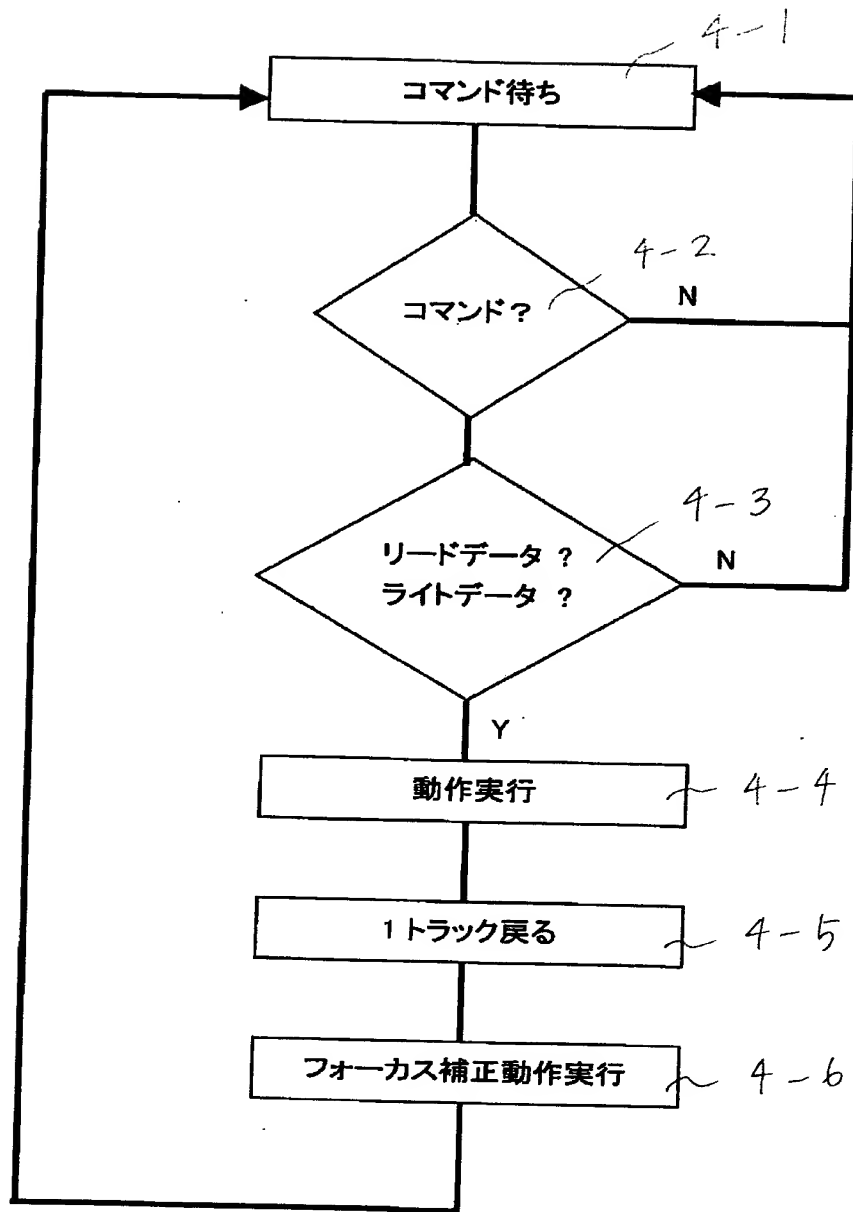 4-1
コマンド待ち
4-2
コマンド？
N
4-3
リードデータ ？
ライトデータ ？
N
Y
動作実行
4-4
1トラック戻る
4-5
フォーカス補正動作実行
4-6